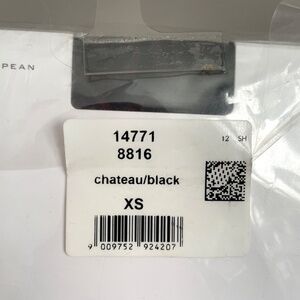 PEAN
14771
8816
12 SH
chateau/black
XS
9 009752 924207